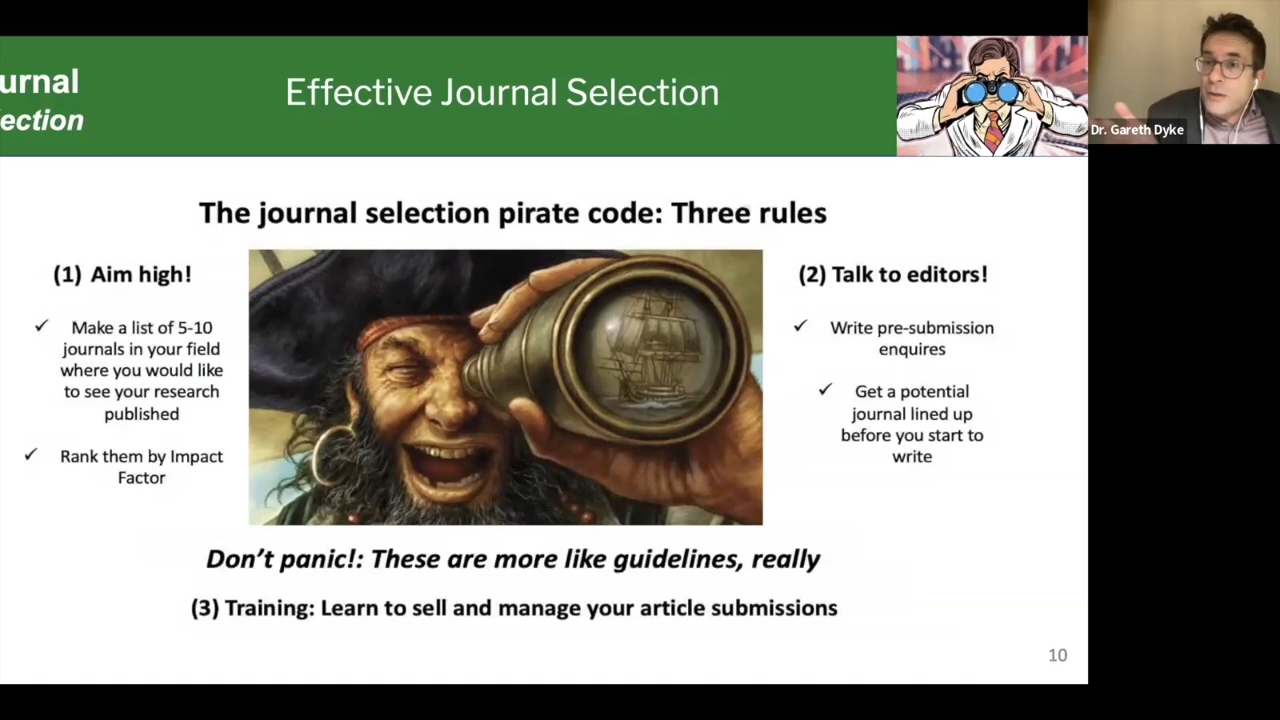 urnal
ection
Effective Journal Selection
Dr. Gareth Dyke
The journal selection pirate code: Three rules
(1) Aim high!
✓ Make a list of 5-10
journals in your field
where you would like
to see your research
published
✓ Rank them by Impact
Factor
(2) Talk to editors!
✓ Write pre-submission
enquires
✓ Get a potential
journal lined up
before you start to
write
Don't panic!: These are more like guidelines, really
(3) Training: Learn to sell and manage your article submissions
10